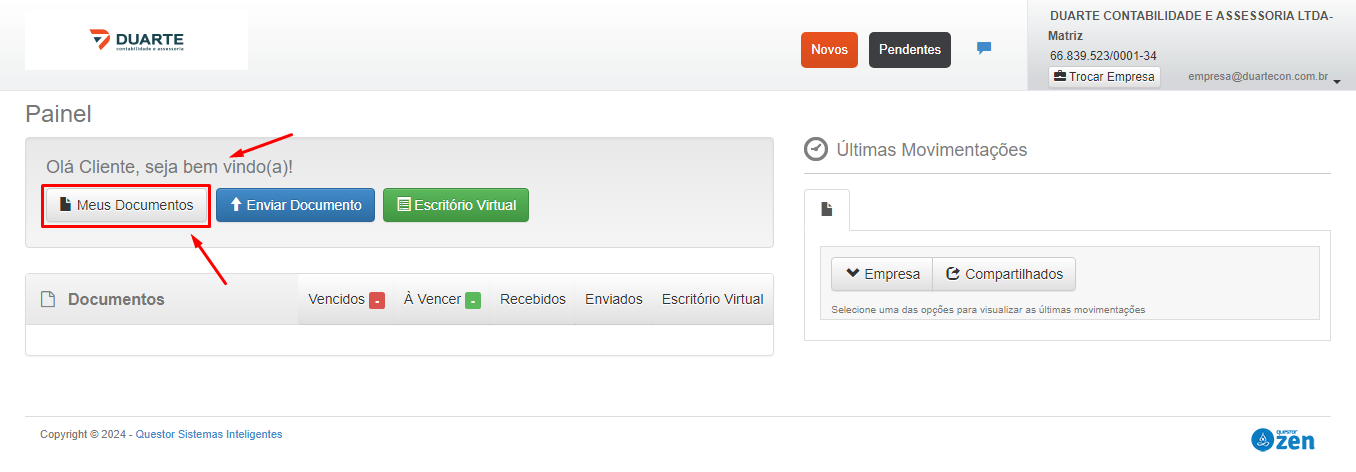 DUARTE
contabilidade e assessoria
Novos
Pendentes
DUARTE CONTABILIDADE E ASSESSORIA LTDA-
Matriz
66.839.523/0001-34
Trocar Empresa
empresa@duartecon.com.br
Painel
Olá Cliente, seja bem vindo(a)!
Meus Documentos
Enviar Documento
Escritório Virtual
Documentos
Vencidos -
À Vencer -
Recebidos
Enviados
Escritório Virtual
Últimas Movimentações
Empresa
Compartilhados
Selecione uma das opções para visualizar as últimas movimentações
Copyright © 2024 - Questor Sistemas Inteligentes
QUESTOR
zen